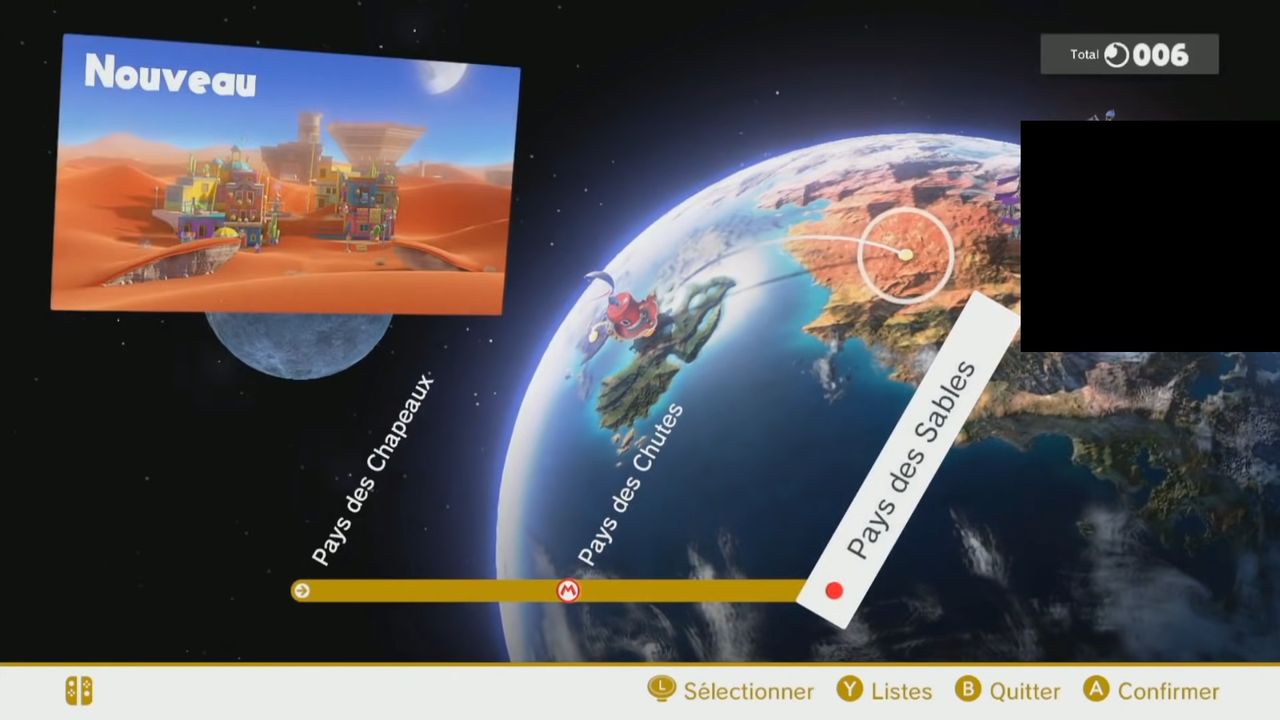 Nouveau
Total 006
Pays des Chapeaux
Pays des Chutes
Pays des Sables
L Sélectionner Y Listes B Quitter A Confirmer